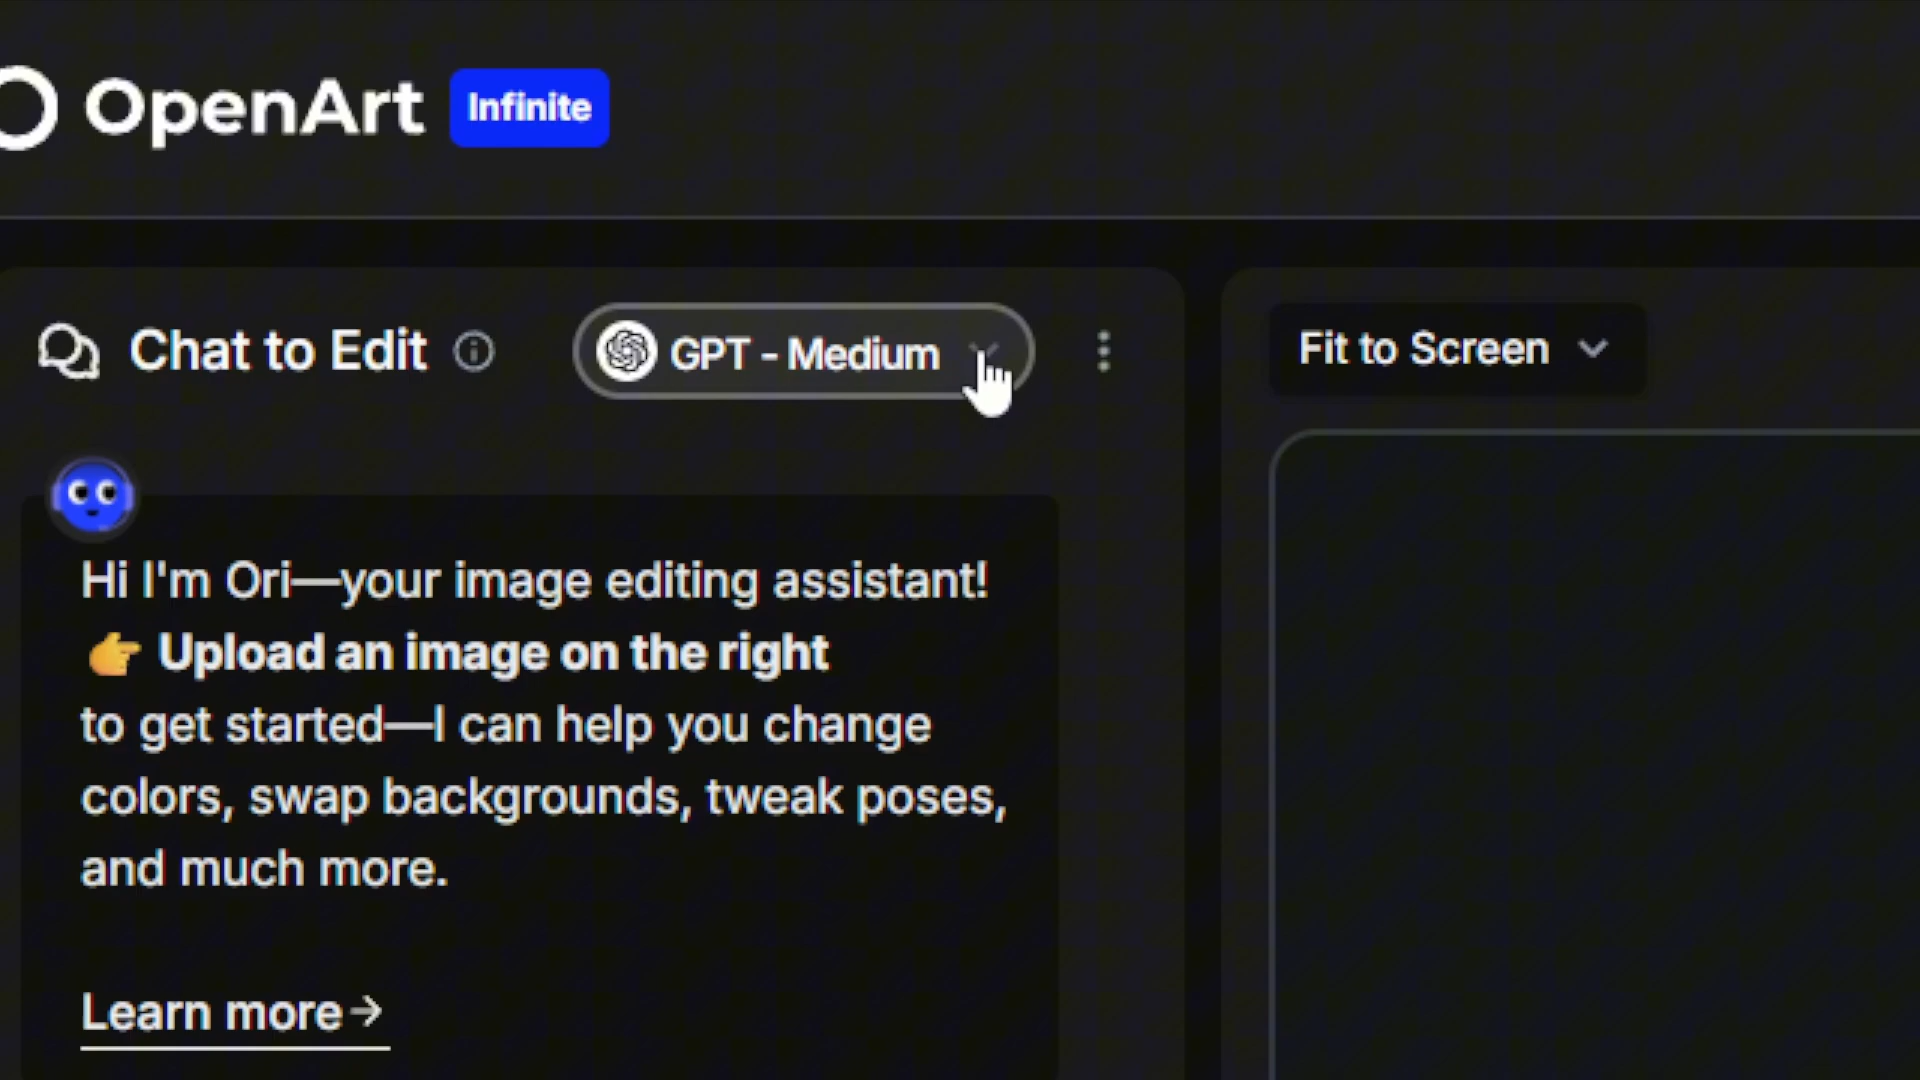 OpenArt Infinite
Chat to Edit
GPT - Medium
Fit to Screen
Hi I'm Ori—your image editing assistant!
👉 Upload an image on the right
to get started—I can help you change
colors, swap backgrounds, tweak poses,
and much more.
Learn more→